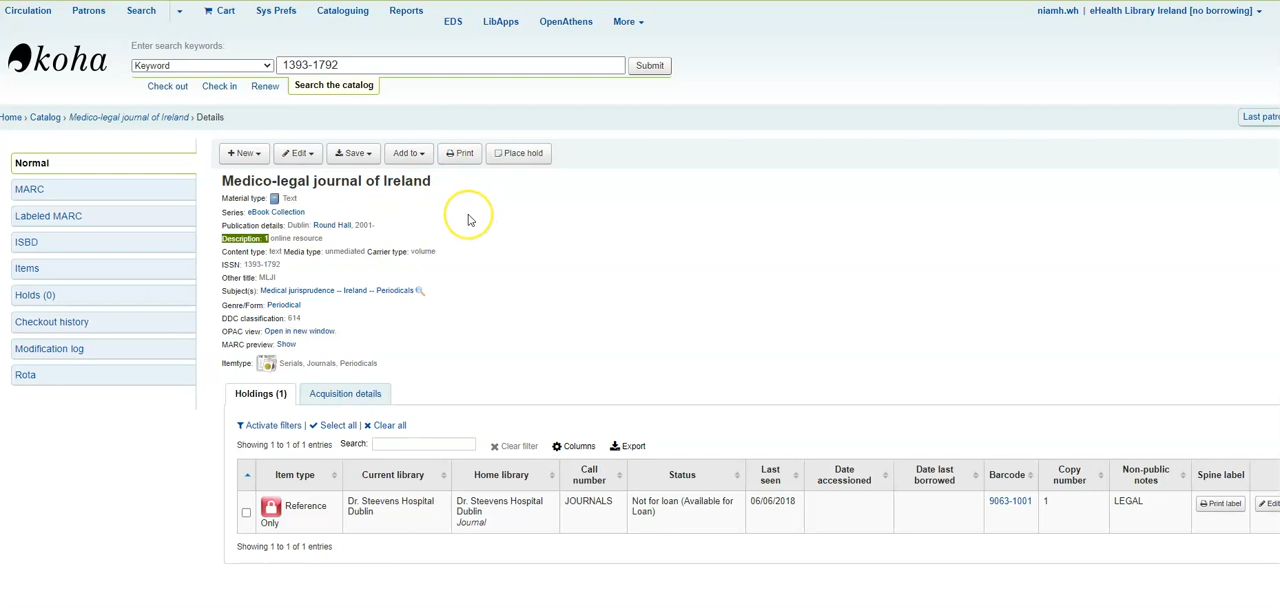 Circulation Patrons Search Cart Sys Prefs Cataloguing Reports
EDS LibApps OpenAthens More
niamh.wh | eHealth Library Ireland [no borrowing]
koha
Enter search keywords:
Keyword 1393-1792 Submit
Check out Check in Renew Search the catalog
Home › Catalog › Medico-legal journal of Ireland › Details
Normal
MARC
Labeled MARC
ISBD
Items
Holds (0)
Checkout history
Modification log
Rota
+ New Edit Save Add to Print Place hold
Medico-legal journal of Ireland
Material type: Text
Series: eBook Collection
Publication details: Dublin: Round Hall, 2001-
Description: 1 online resource
Content type: text Media type: unmediated Carrier type: volume
ISSN: 1393-1792
Other title: MLJI
Subject(s): Medical jurisprudence -- Ireland -- Periodicals
Genre/Form: Periodical
DDC classification: 614
OPAC view: Open in new window.
MARC preview: Show
Itemtype: Serials, Journals, Periodicals
Holdings (1) Acquisition details
Activate filters | Select all | Clear all
Showing 1 to 1 of 1 entries Search: Clear filter Columns Export
Item type Current library Home library Call number Status Last seen Date accessioned Date last borrowed Barcode Copy number Non-public notes Spine label
Reference Only Dr. Steevens Hospital Dublin Dr. Steevens Hospital Dublin Journal JOURNALS Not for loan (Available for Loan) 06/06/2018 9063-1001 1 LEGAL Print label Edit
Showing 1 to 1 of 1 entries
Last patro